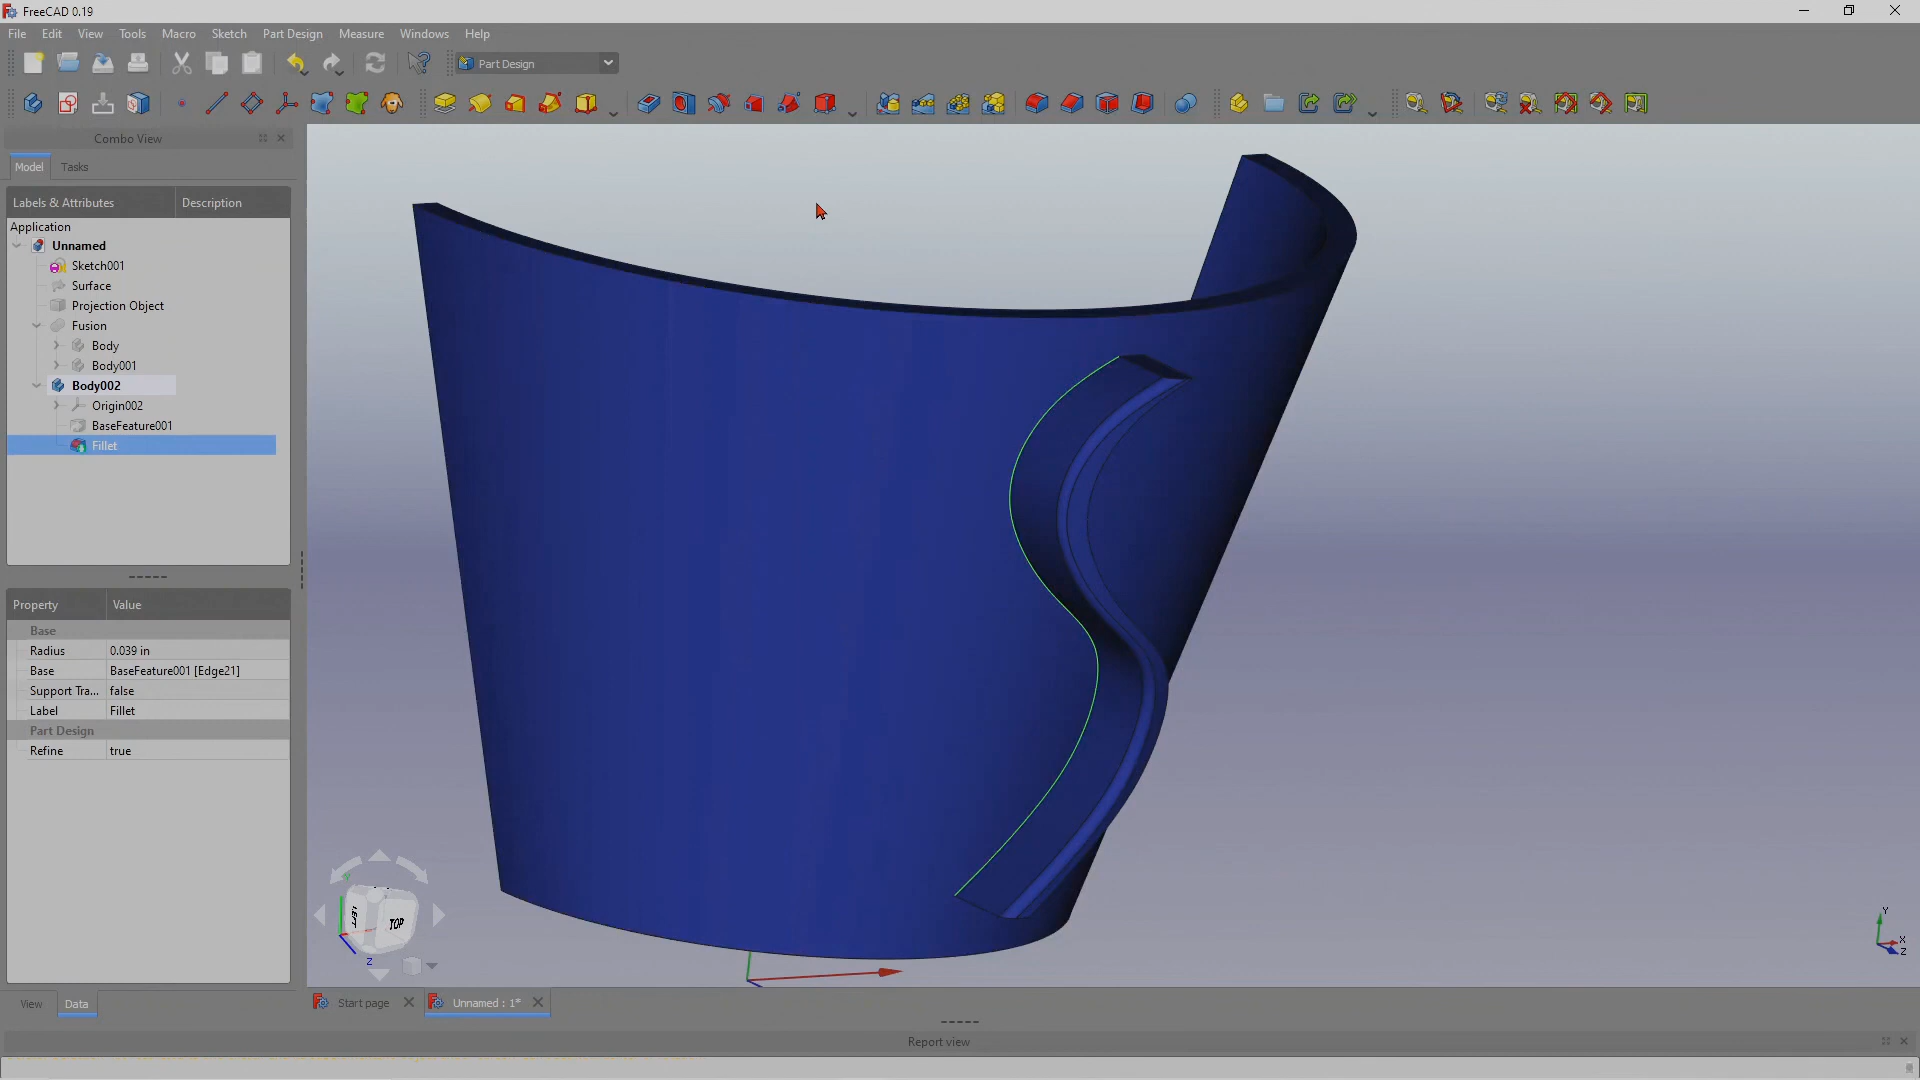 FreeCAD 0.19
File Edit View Tools Macro Sketch Part Design Measure Windows Help
Part Design
Combo View
Model Tasks
Labels & Attributes Description
Application
Unnamed
Sketch001
Surface
Projection Object
Fusion
Body
Body001
Body002
Origin002
BaseFeature001
Fillet
Property Value
Base
Radius 0.039 in
Base BaseFeature001 [Edge21]
Support Tra... false
Label Fillet
Part Design
Refine true
LEFT TOP
Z
Y
X
Z
View Data
Start page Unnamed : 1*
Report view